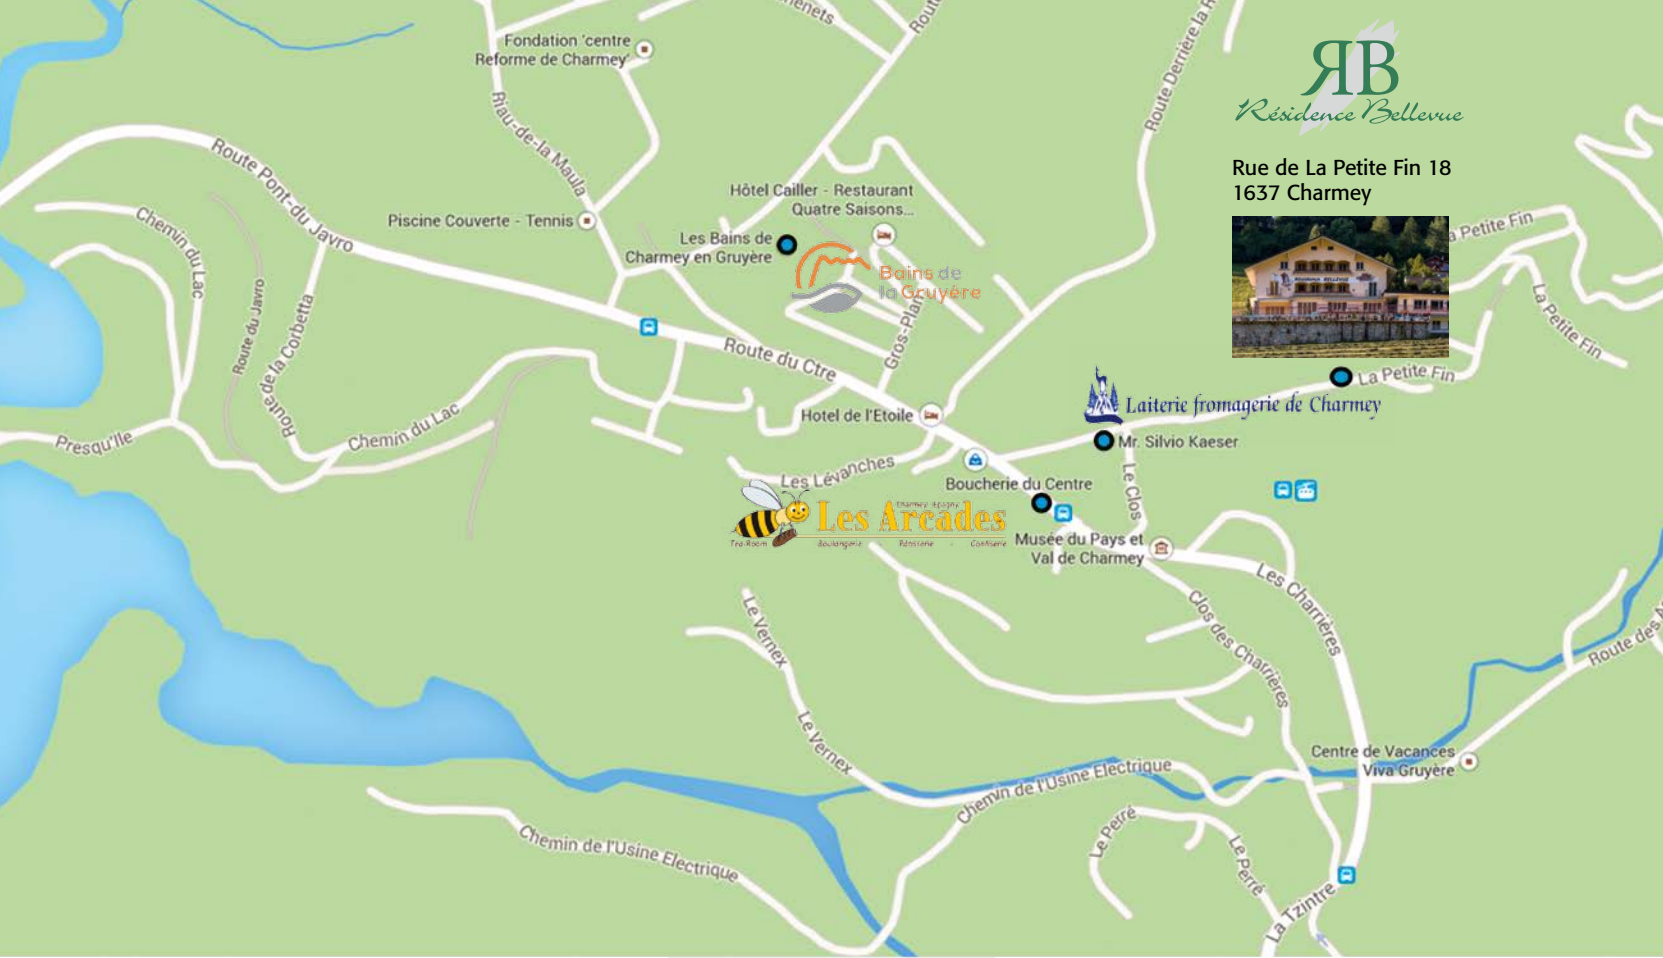 henets
Route
Fondation 'centre
Reforme de Charmey'
Riau-de-la Maula
Route Derrière-la
RB
Résidence Bellevue
Rue de La Petite Fin 18
1637 Charmey
Route Pont-du Javro
Hôtel Cailler - Restaurant
Quatre Saisons...
Piscine Couverte - Tennis
Les Bains de
Charmey en Gruyère
Bains de
la Gruyère
Chemin du Lac
Route du Javro
Route de la Corbetta
Gros-Plan
a Petite Fin
La Petite Fin
La Petite Fin
Route du Ctre
Laiterie fromagerie de Charmey
Hotel de l'Etoile
Mr. Silvio Kaeser
Presqu'Ile
Chemin du Lac
Les Lévanches
Le Clos
Boucherie du Centre
Charmey Epagny
Les Arcades
Tea-Room Boulangerie Pâtisserie - Confiserie
Musée du Pays et
Val de Charmey
Les Charrières
Clos des Charrières
Le Vernex
Le Vernex
Route des
Centre de Vacances
Viva Gruyère
Chemin de l'Usine Electrique
Chemin de l'Usine Electrique
Le Perré
Le Perré
La Tzintre